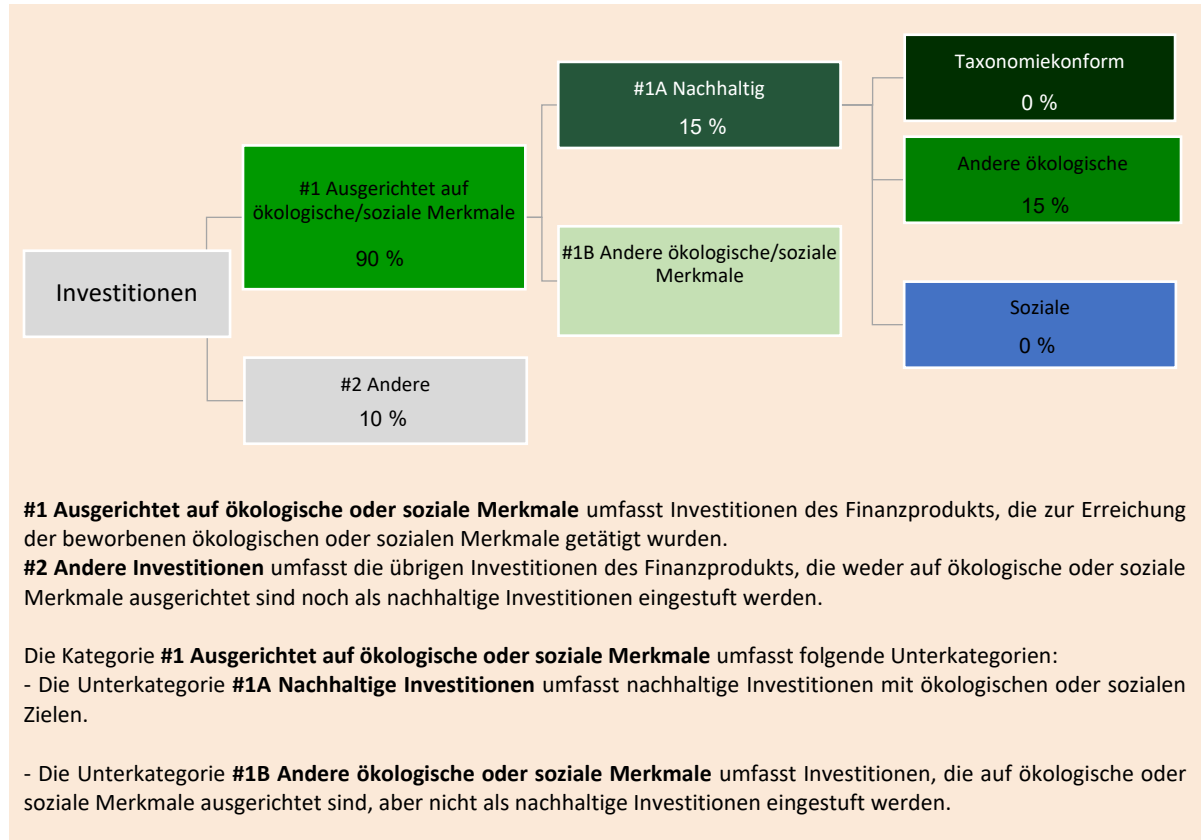 Taxonomiekonform
0 %
#1A Nachhaltig
15 %
Andere ökologische
15 %
#1 Ausgerichtet auf
ökologische/soziale Merkmale
90 %
#1B Andere ökologische/soziale
Merkmale
Investitionen
Soziale
0 %
#2 Andere
10 %
#1 Ausgerichtet auf ökologische oder soziale Merkmale umfasst Investitionen des Finanzprodukts, die zur Erreichung
der beworbenen ökologischen oder sozialen Merkmale getätigt wurden.
#2 Andere Investitionen umfasst die übrigen Investitionen des Finanzprodukts, die weder auf ökologische oder soziale
Merkmale ausgerichtet sind noch als nachhaltige Investitionen eingestuft werden.
Die Kategorie #1 Ausgerichtet auf ökologische oder soziale Merkmale umfasst folgende Unterkategorien:
- Die Unterkategorie #1A Nachhaltige Investitionen umfasst nachhaltige Investitionen mit ökologischen oder sozialen
Zielen.
- Die Unterkategorie #1B Andere ökologische oder soziale Merkmale umfasst Investitionen, die auf ökologische oder
soziale Merkmale ausgerichtet sind, aber nicht als nachhaltige Investitionen eingestuft werden.